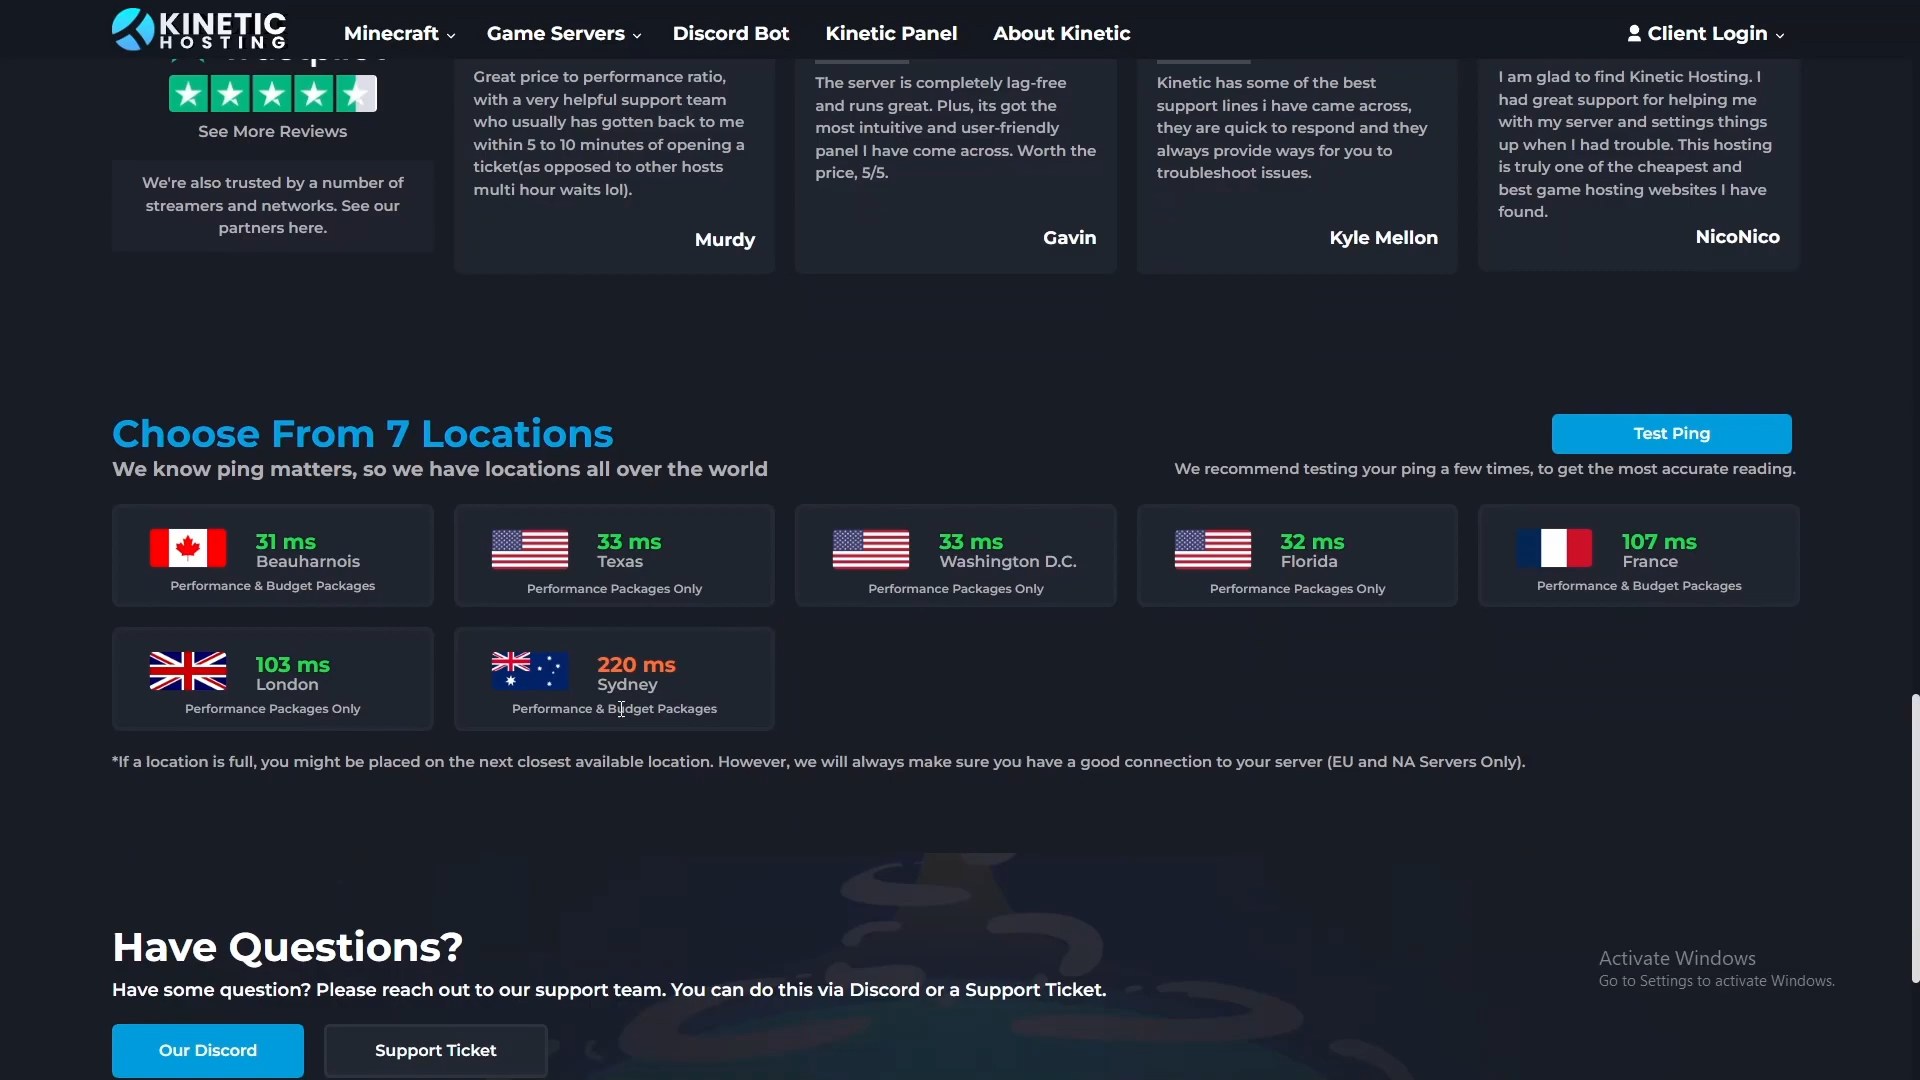 KINETIC
HOSTING
Minecraft
Game Servers
Discord Bot
Kinetic Panel
About Kinetic
Client Login
See More Reviews
We're also trusted by a number of
streamers and networks. See our
partners here.
Great price to performance ratio,
with a very helpful support team
who usually has gotten back to me
within 5 to 10 minutes of opening a
ticket(as opposed to other hosts
multi hour waits lol).
Murdy
The server is completely lag-free
and runs great. Plus, its got the
most intuitive and user-friendly
panel I have come across. Worth the
price, 5/5.
Gavin
Kinetic has some of the best
support lines i have came across,
they are quick to respond and they
always provide ways for you to
troubleshoot issues.
Kyle Mellon
I am glad to find Kinetic Hosting. I
had great support for helping me
with my server and settings things
up when I had trouble. This hosting
is truly one of the cheapest and
best game hosting websites I have
found.
NicoNico
Choose From 7 Locations
We know ping matters, so we have locations all over the world
Test Ping
We recommend testing your ping a few times, to get the most accurate reading.
31 ms
Beauharnois
Performance & Budget Packages
33 ms
Texas
Performance Packages Only
33 ms
Washington D.C.
Performance Packages Only
32 ms
Florida
Performance Packages Only
107 ms
France
Performance & Budget Packages
103 ms
London
Performance Packages Only
220 ms
Sydney
Performance & Budget Packages
*If a location is full, you might be placed on the next closest available location. However, we will always make sure you have a good connection to your server (EU and NA Servers Only).
Have Questions?
Have some question? Please reach out to our support team. You can do this via Discord or a Support Ticket.
Our Discord
Support Ticket
Activate Windows
Go to Settings to activate Windows.